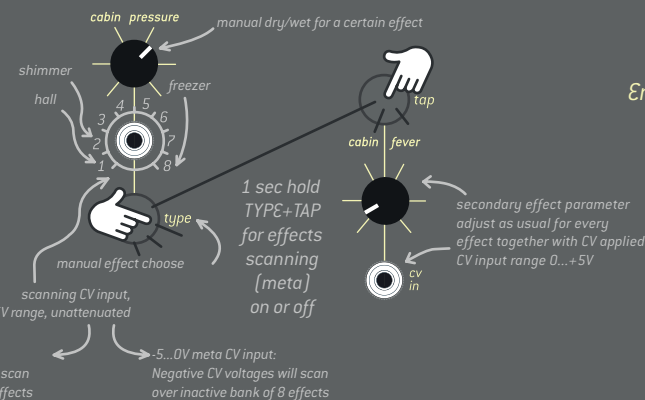 cabin pressure
manual dry/wet for a certain effect
shimmer
hall
freezer
1 2 3 4 5 6 7 8
tap
cabin fever
type
manual effect choose
1 sec hold
TYPE+TAP
for effects
scanning
(meta)
on or off
secondary effect parameter
adjust as usual for every
effect together with CV applied
CV input range 0...+5V
cv
in
scanning CV input,
V range, unattenuated
-5...0V meta CV input:
Negative CV voltages will scan
over inactive bank of 8 effects
scan
ffects
Er